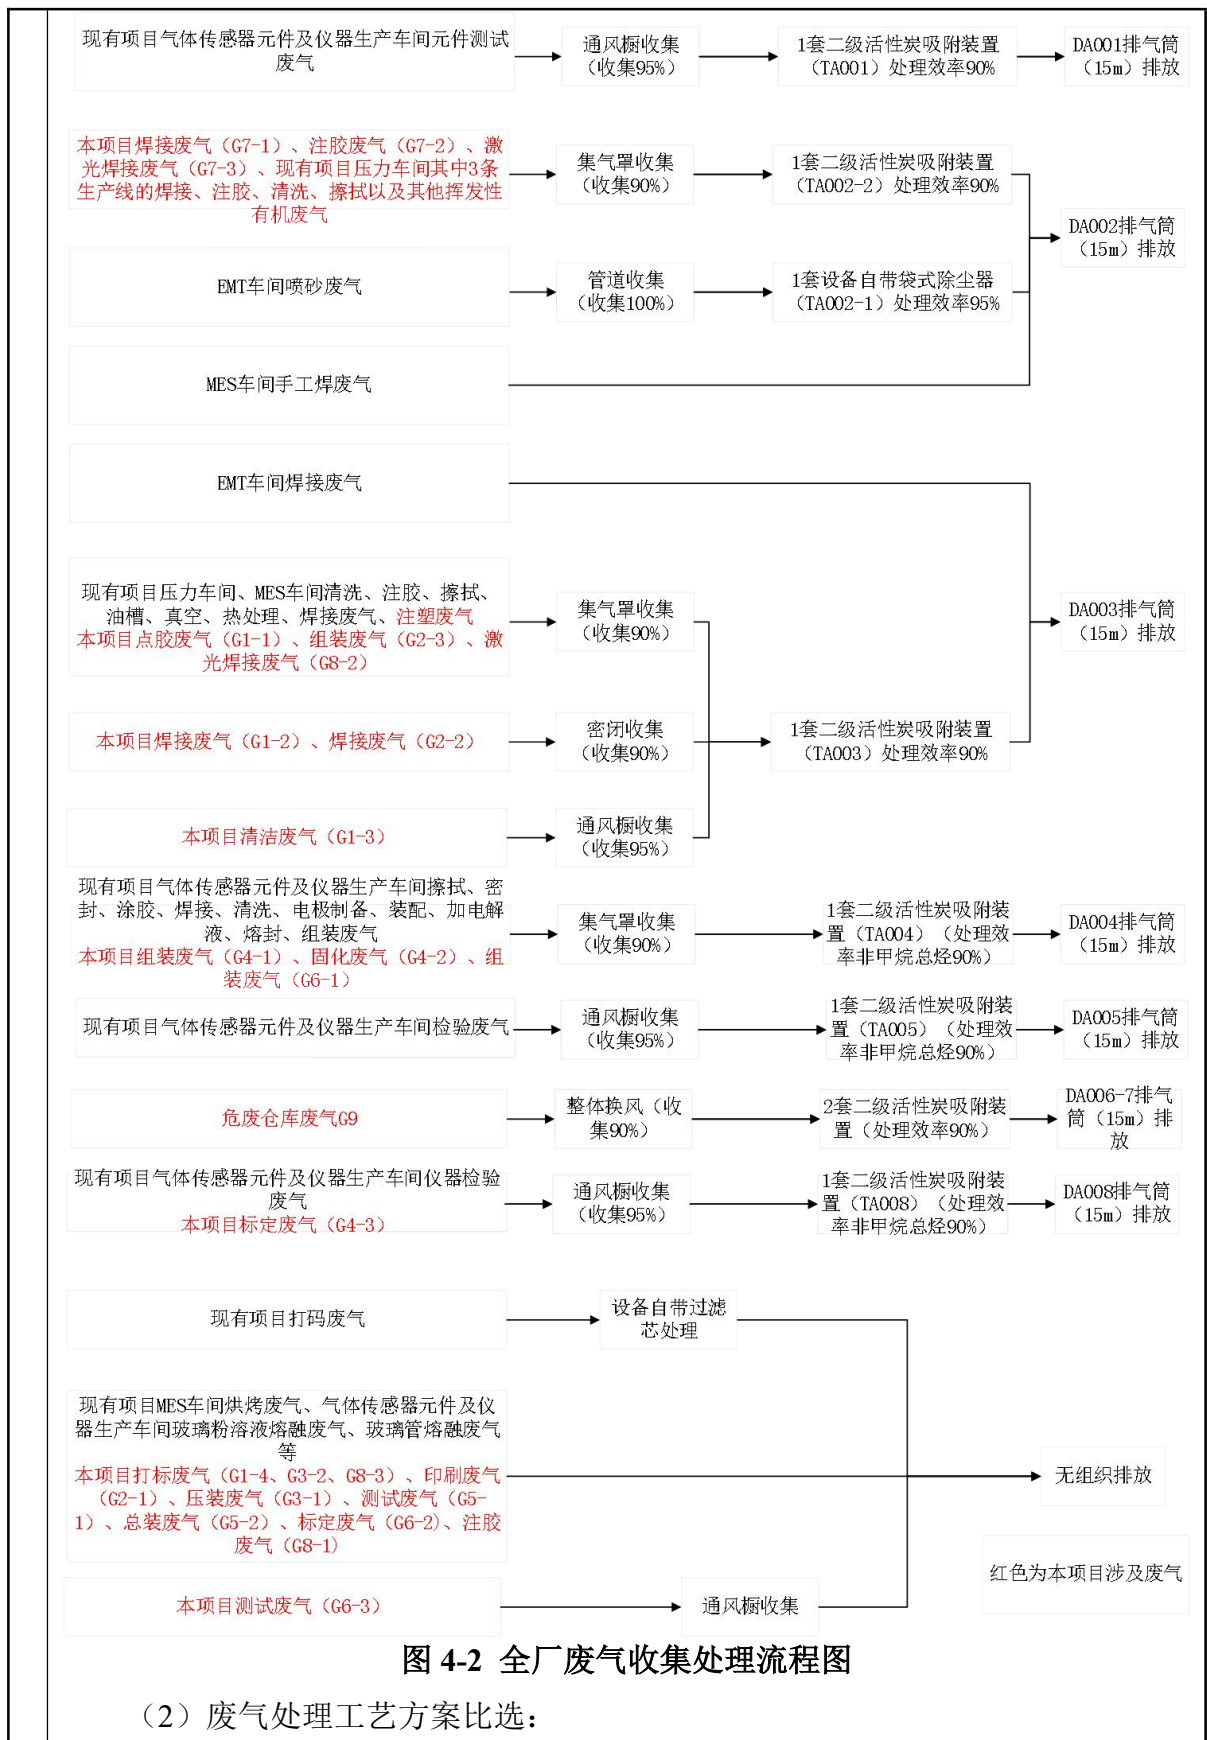 现有项目气体传感器元件及仪器生产车间元件测试
废气
通风橱收集
（收集95%）
1套二级活性炭吸附装置
（TA001）处理效率90%
DA001排气筒
（15m）排放
本项目焊接废气（G7-1）、注胶废气（G7-2）、激
光焊接废气（G7-3）、现有项目压力车间其中3条
生产线的焊接、注胶、清洗、擦拭以及其他挥发性
有机废气
集气罩收集
（收集90%）
1套二级活性炭吸附装置
（TA002-2）处理效率90%
DA002排气筒
（15m）排放
EMT车间喷砂废气
管道收集
（收集100%）
1套设备自带袋式除尘器
（TA002-1）处理效率95%
MES车间手工焊废气
EMT车间焊接废气
现有项目压力车间、MES车间清洗、注胶、擦拭、
油槽、真空、热处理、焊接废气、注塑废气
本项目点胶废气（G1-1）、组装废气（G2-3）、激
光焊接废气（G8-2）
集气罩收集
（收集90%）
DA003排气筒
（15m）排放
本项目焊接废气（G1-2）、焊接废气（G2-2）
密闭收集
（收集90%）
1套二级活性炭吸附装置
（TA003）处理效率90%
本项目清洁废气（G1-3）
通风橱收集
（收集95%）
现有项目气体传感器元件及仪器生产车间擦拭、密
封、涂胶、焊接、清洗、电极制备、装配、加电解
液、熔封、组装废气
本项目组装废气（G4-1）、固化废气（G4-2）、组
装废气（G6-1）
集气罩收集
（收集90%）
1套二级活性炭吸附装
置（TA004）（处理效
率非甲烷总烃90%）
DA004排气筒
（15m）排放
现有项目气体传感器元件及仪器生产车间检验废气
通风橱收集
（收集95%）
1套二级活性炭吸附装
置（TA005）（处理效
率非甲烷总烃90%）
DA005排气筒
（15m）排放
危废仓库废气G9
整体换风（收
集90%）
2套二级活性炭吸附装
置（处理效率90%）
DA006-7排气
筒（15m）排
放
现有项目气体传感器元件及仪器生产车间仪器检验
废气
本项目标定废气（G4-3）
通风橱收集
（收集95%）
1套二级活性炭吸附装
置（TA008）（处理效
率非甲烷总烃90%）
DA008排气筒
（15m）排放
现有项目打码废气
设备自带过滤
芯处理
现有项目MES车间烘烤废气、气体传感器元件及仪
器生产车间玻璃粉溶液熔融废气、玻璃管熔融废气
等
本项目打标废气（G1-4、G3-2、G8-3）、印刷废气
（G2-1）、压装废气（G3-1）、测试废气（G5-
1）、总装废气（G5-2）、标定废气（G6-2）、注胶
废气（G8-1)
无组织排放
红色为本项目涉及废气
本项目测试废气（G6-3）
通风橱收集
图 4-2 全厂废气收集处理流程图
（2）废气处理工艺方案比选：